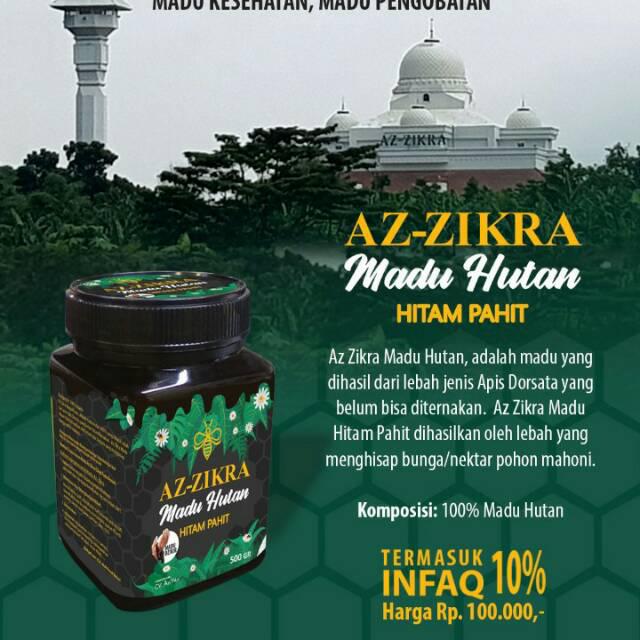 MADU KESEHATAN, MADU PENGOBATAN
AZ-ZIKRA
AZ-ZIKRA
Madu Hutan
HITAM PAHIT
Az Zikra Madu Hutan, adalah madu yang
dihasil dari lebah jenis Apis Dorsata yang
belum bisa diternakan. Az Zikra Madu
Hitam Pahit dihasilkan oleh lebah yang
menghisap bunga/nektar pohon mahoni.
Komposisi: 100% Madu Hutan
TERMASUK
INFAQ 10%
Harga Rp. 100.000,-
Madu Hutan
AZ-ZIKRA
Madu Hutan
HITAM PAHIT
500 GR